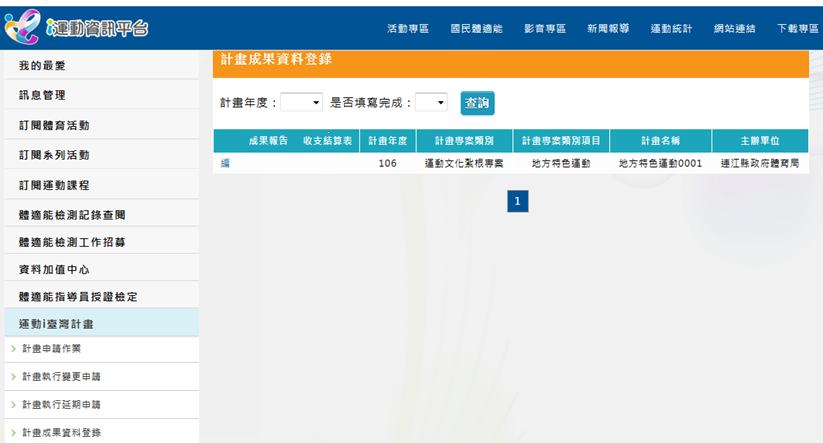 i運動資訊平台
活動專區 國民體適能 影音專區 新聞報導 運動統計 網站連結 下載專區
我的最愛
訊息管理
訂閱體育活動
訂閱系列活動
訂閱運動課程
體適能檢測記錄查閱
體適能檢測工作招募
資料加值中心
體適能指導員授證檢定
運動i臺灣計畫
計畫申請作業
計畫執行變更申請
計畫執行延期申請
計畫成果資料登錄
計畫成果資料登錄
計畫年度： 是否填寫完成： 查詢
成果報告 收支結算表 計畫年度 計畫專案類別 計畫專案類別項目 計畫名稱 主辦單位
編 106 運動文化紮根專案 地方特色運動 地方特色運動0001 連江縣政府體育局
1